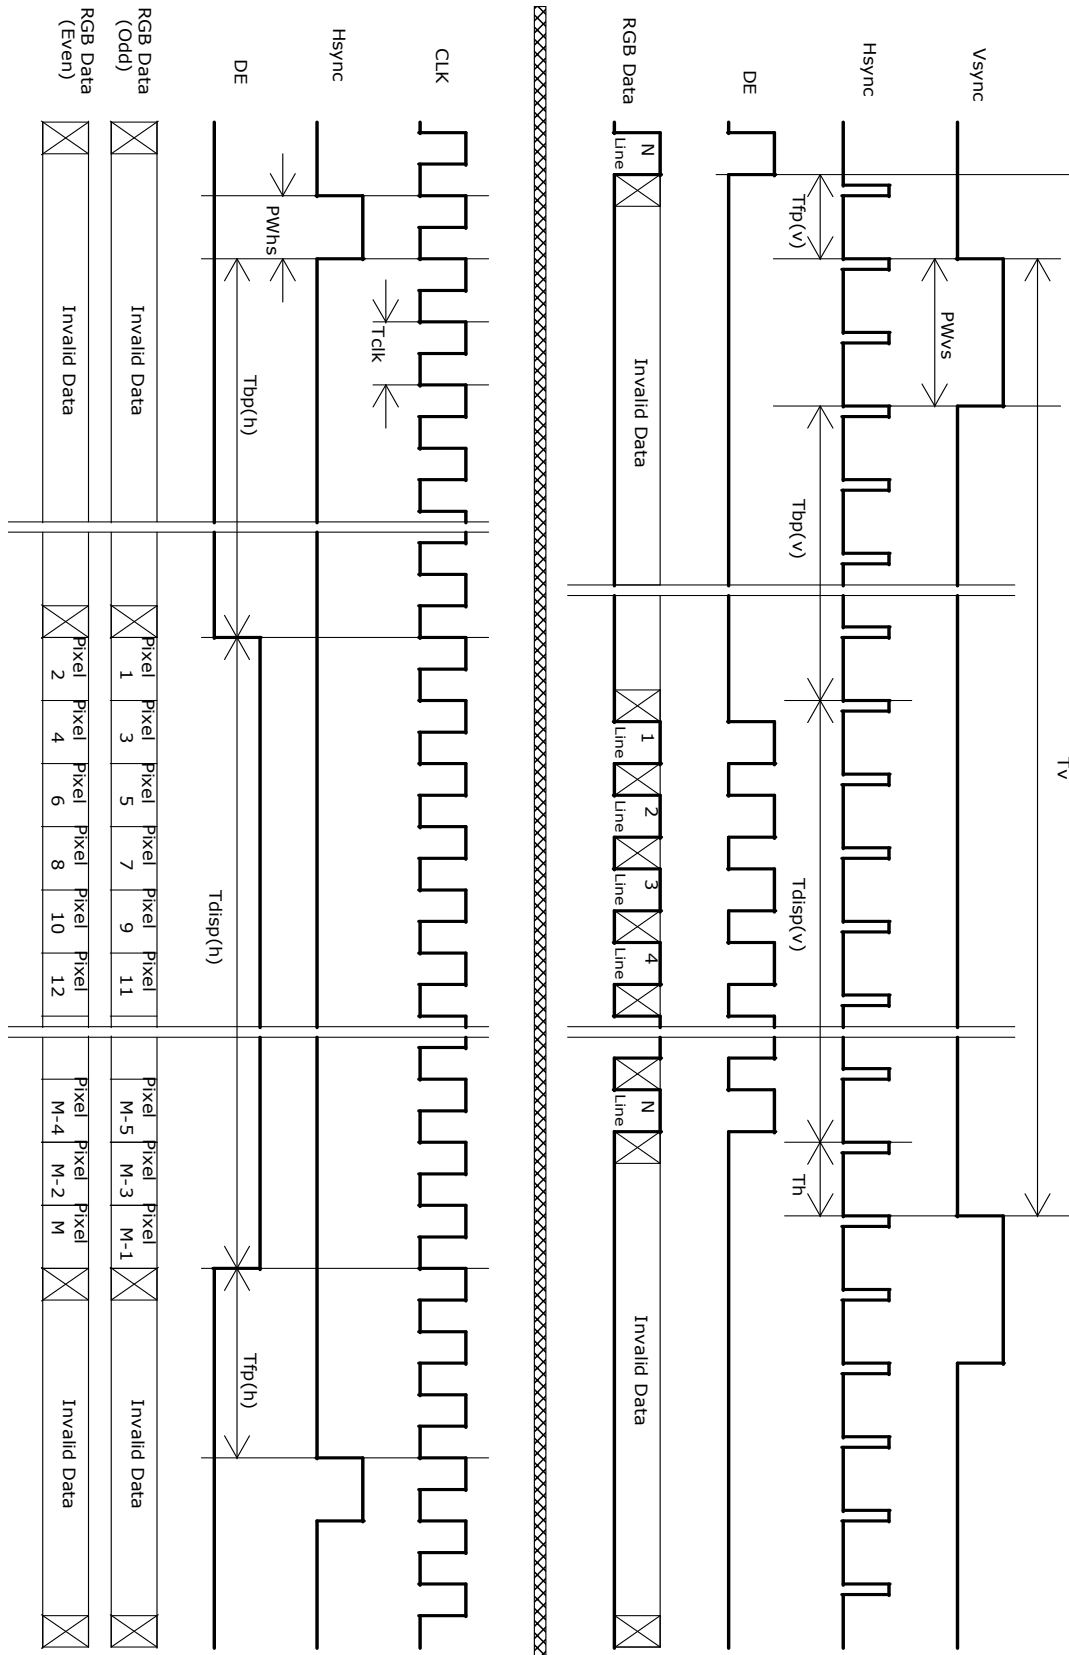 Vsync
Tv
PWvs
Hsync
Tfp(v)
Tbp(v)
Tdisp(v)
Th
DE
RGB Data
N
Line
Invalid Data
1
Line
2
Line
3
Line
4
Line
N
Line
Invalid Data
CLK
Tclk
Hsync
PWhs
DE
Tbp(h)
Tdisp(h)
Tfp(h)
RGB Data
(Odd)
Invalid Data
Pixel
1
Pixel
3
Pixel
5
Pixel
7
Pixel
9
Pixel
11
Pixel
M-5
Pixel
M-3
Pixel
M-1
Invalid Data
RGB Data
(Even)
Invalid Data
Pixel
2
Pixel
4
Pixel
6
Pixel
8
Pixel
10
Pixel
12
Pixel
M-4
Pixel
M-2
Pixel
M
Invalid Data